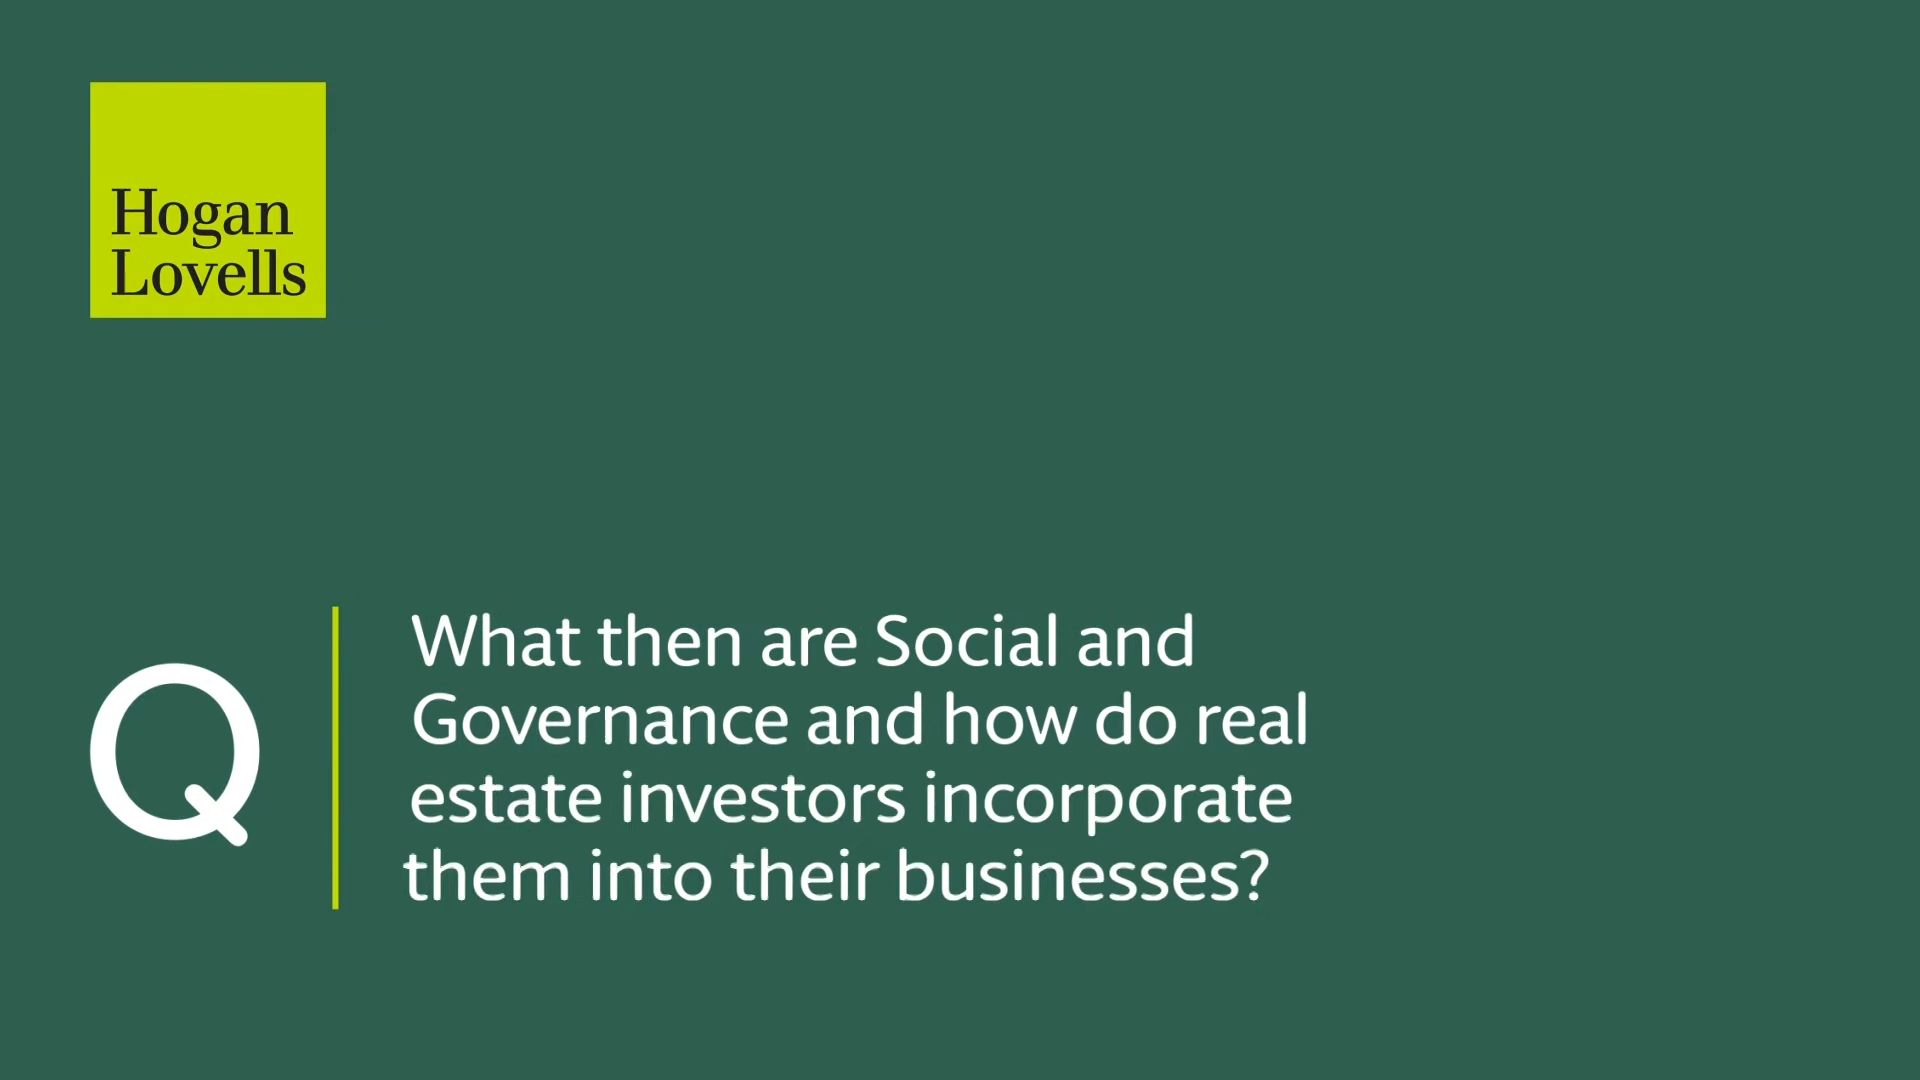 Hogan
Lovells
Q
What then are Social and
Governance and how do real
estate investors incorporate
them into their businesses?